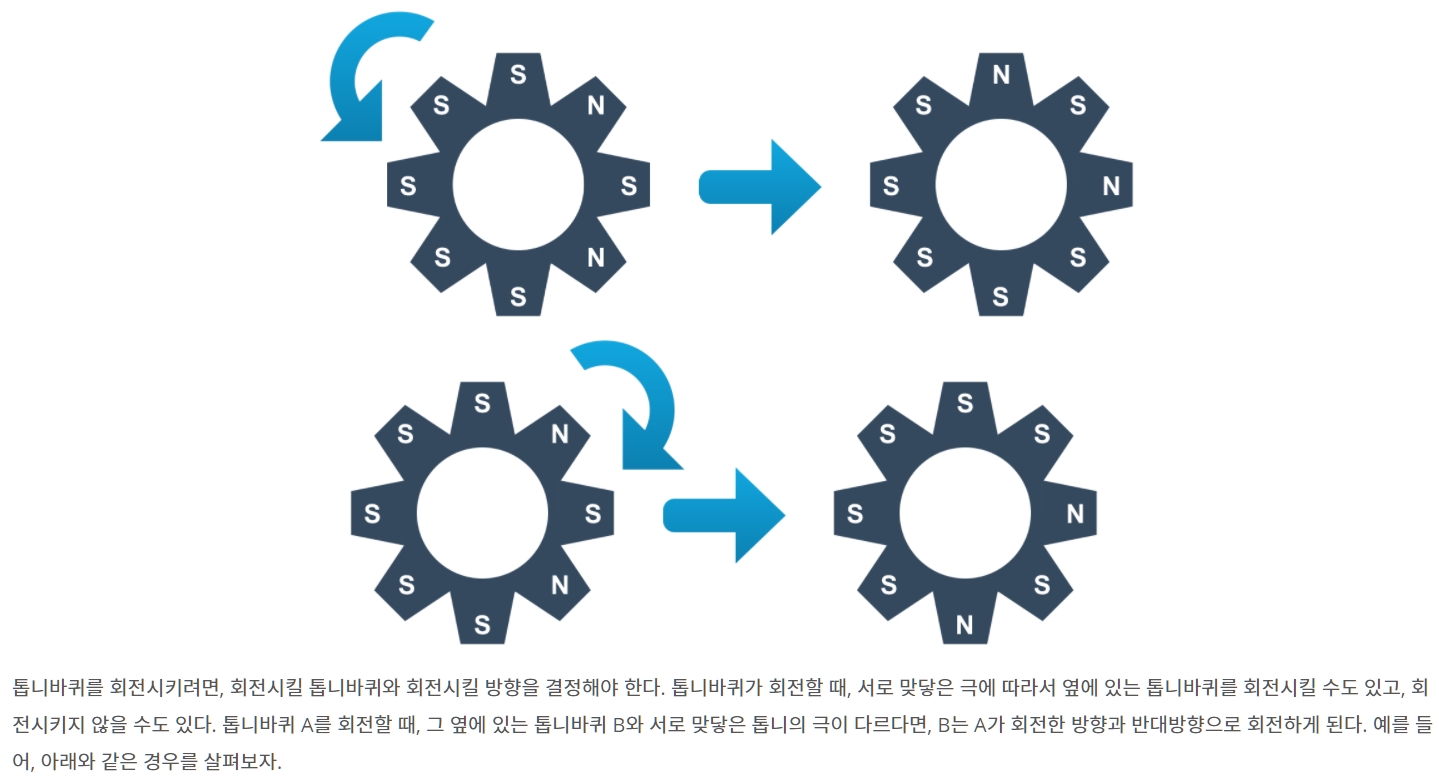 S
S N
S S
S N
S
N
S S
S N
S S
S
S
S N
S S
S N
S
S
S S
S N
S S
N
톱니바퀴를 회전시키려면, 회전시킬 톱니바퀴와 회전시킬 방향을 결정해야 한다. 톱니바퀴가 회전할 때, 서로 맞닿은 극에 따라서 옆에 있는 톱니바퀴를 회전시킬 수도 있고, 회
전시키지 않을 수도 있다. 톱니바퀴 A를 회전할 때, 그 옆에 있는 톱니바퀴 B와 서로 맞닿은 톱니의 극이 다르다면, B는 A가 회전한 방향과 반대방향으로 회전하게 된다. 예를 들
어, 아래와 같은 경우를 살펴보자.